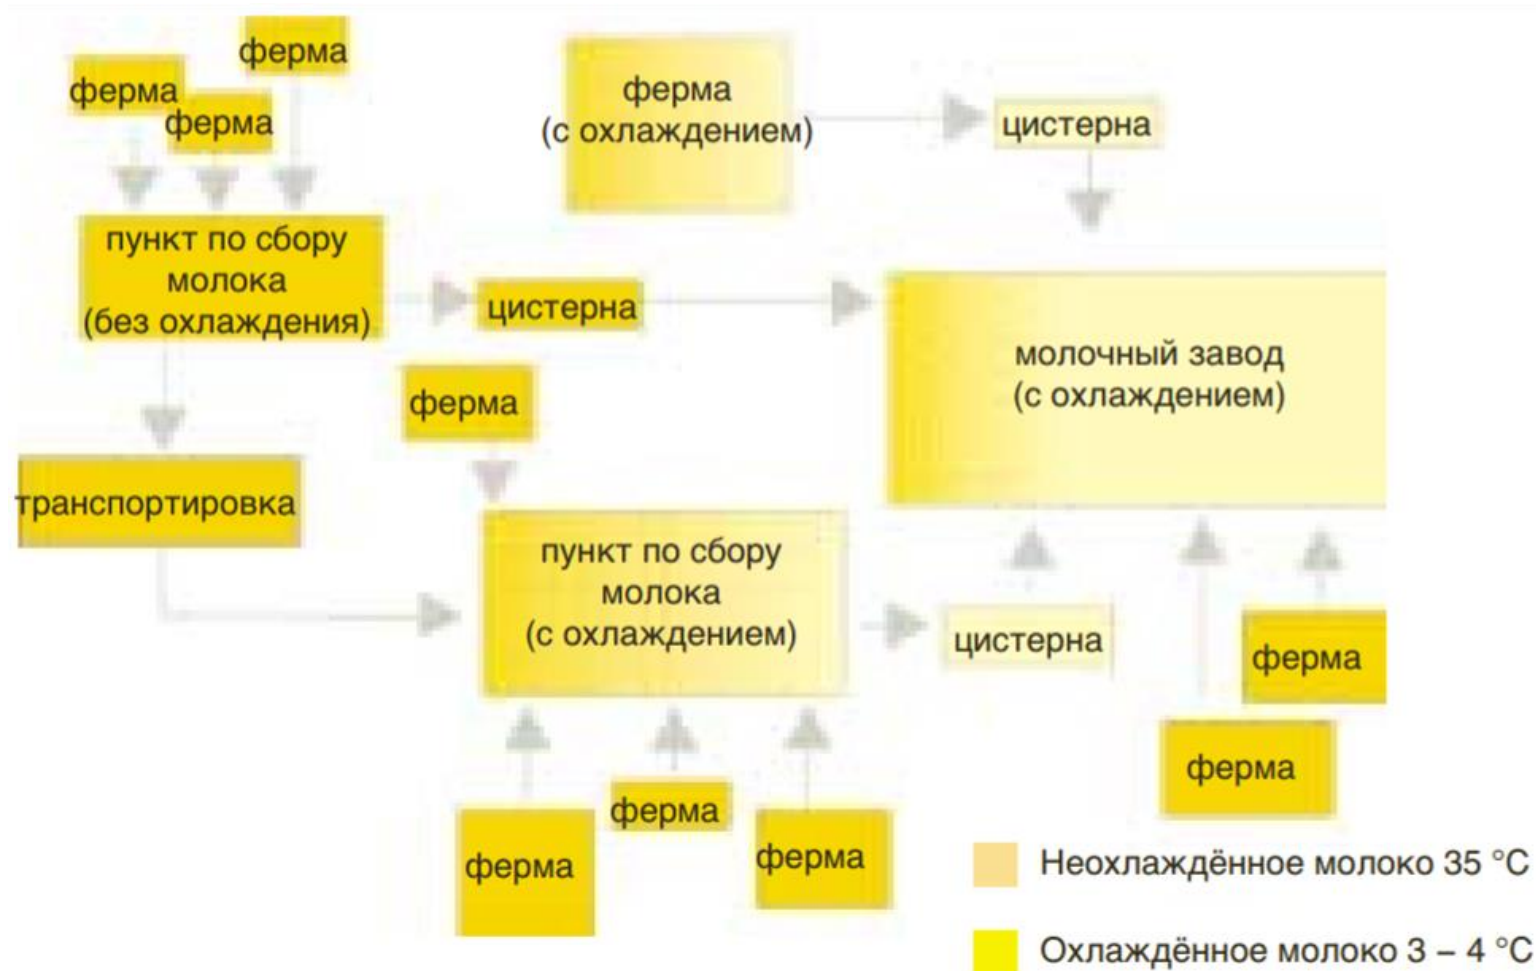 ферма
ферма
ферма
ферма
(с охлаждением)
цистерна
пункт по сбору
молока
(без охлаждения)
цистерна
молочный завод
(с охлаждением)
ферма
транспортировка
пункт по сбору
молока
(с охлаждением)
цистерна
ферма
ферма
ферма
ферма
ферма
Неохлаждённое молоко 35 °C
Охлаждённое молоко 3 – 4 °C